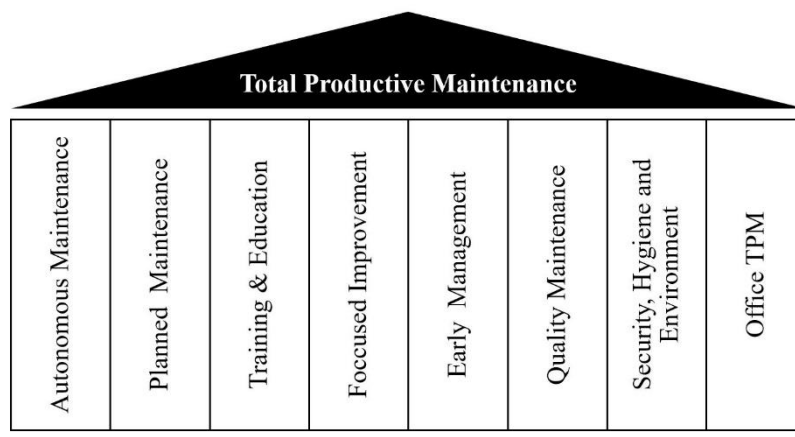 Total Productive Maintenance
Autonomous Maintenance
Planned Maintenance
Training & Education
Foccused Improvement
Early Management
Quality Maintenance
Security, Hygiene and
Environment
Office TPM